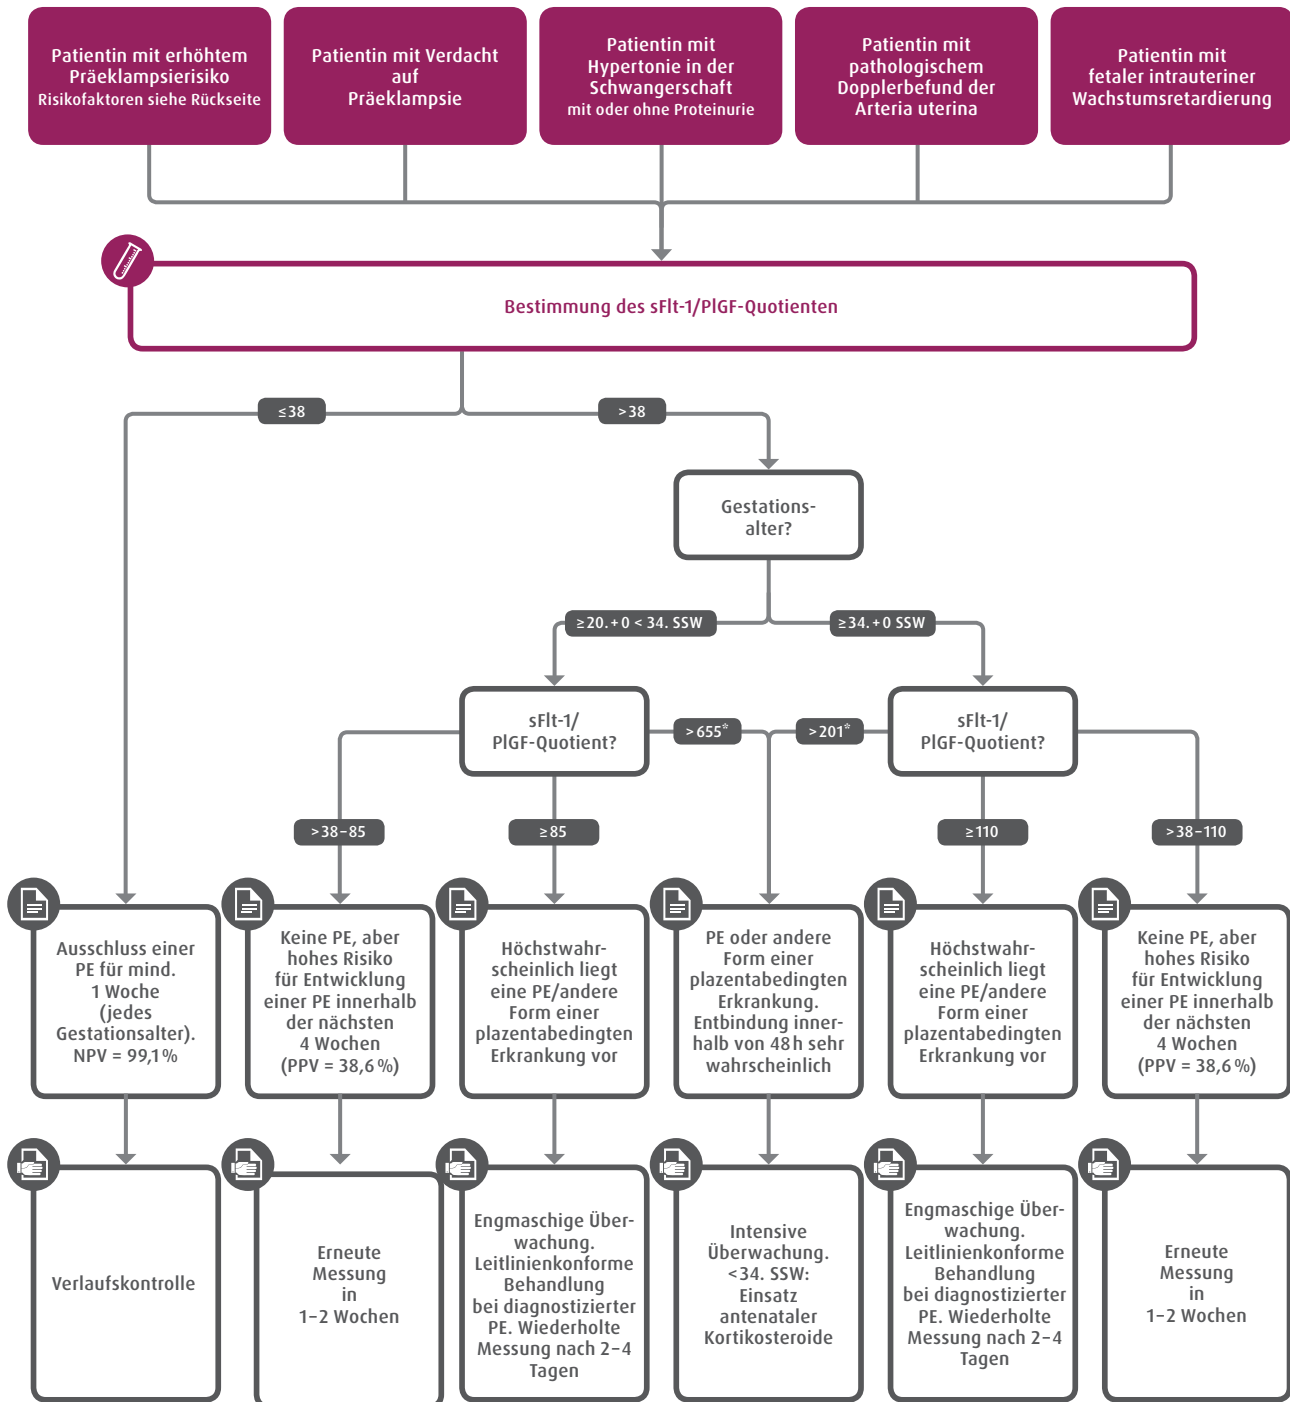 Patientin mit erhöhtem
Präeklampsierisiko
Risikofaktoren siehe Rückseite
Patientin mit Verdacht
auf
Präeklampsie
Patientin mit
Hypertonie in der
Schwangerschaft
mit oder ohne Proteinurie
Patientin mit
pathologischem
Dopplerbefund der
Arteria uterina
Patientin mit
fetaler intrauteriner
Wachstumsretardierung
Bestimmung des sFlt-1/PlGF-Quotienten
≤38
>38
Gestations-
alter?
≥20.+0 < 34. SSW
≥34.+0 SSW
sFlt-1/
PlGF-Quotient?
>655*
>201*
sFlt-1/
PlGF-Quotient?
>38–85
≥85
≥110
>38–110
Ausschluss einer
PE für mind.
1 Woche
(jedes
Gestationsalter).
NPV = 99,1%
Keine PE, aber
hohes Risiko
für Entwicklung
einer PE innerhalb
der nächsten
4 Wochen
(PPV = 38,6%)
Höchstwahr-
scheinlich liegt
eine PE/andere
Form einer
plazentabedingten
Erkrankung vor
PE oder andere
Form einer
plazentabedingten
Erkrankung.
Entbindung inner-
halb von 48h sehr
wahrscheinlich
Höchstwahr-
scheinlich liegt
eine PE/andere
Form einer
plazentabedingten
Erkrankung vor
Keine PE, aber
hohes Risiko
für Entwicklung
einer PE innerhalb
der nächsten
4 Wochen
(PPV = 38,6%)
Verlaufskontrolle
Erneute
Messung
in
1–2 Wochen
Engmaschige Über-
wachung.
Leitlinienkonforme
Behandlung
bei diagnostizierter
PE. Wiederholte
Messung nach 2–4
Tagen
Intensive
Überwachung.
<34. SSW:
Einsatz
antenataler
Kortikosteroide
Engmaschige Über-
wachung.
Leitlinienkonforme
Behandlung
bei diagnostizierter
PE. Wiederholte
Messung nach 2–4
Tagen
Erneute
Messung
in
1–2 Wochen